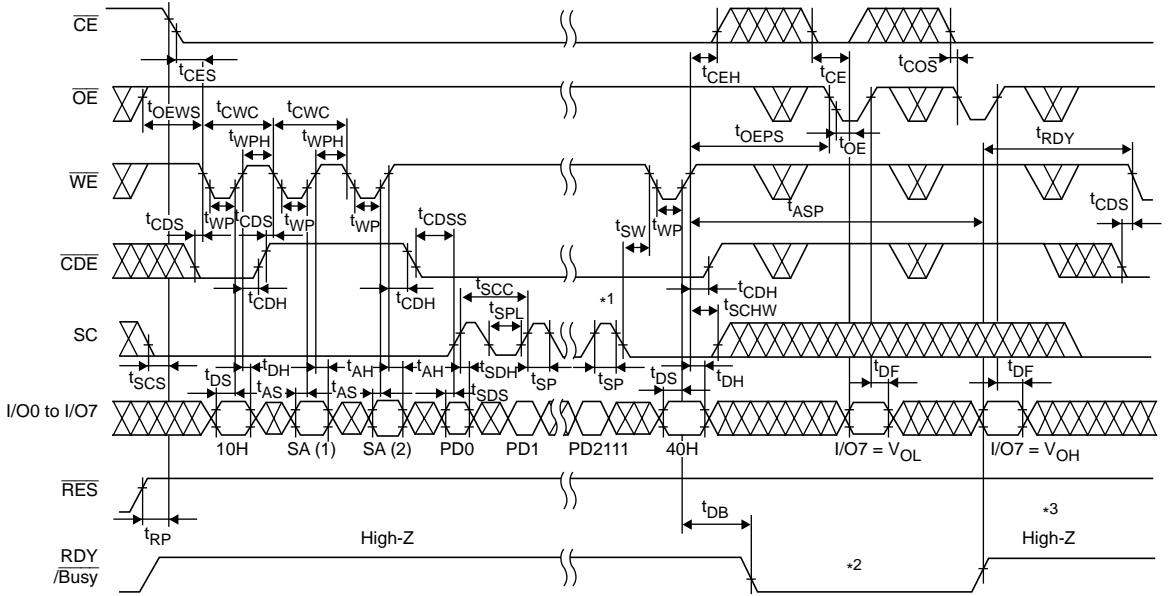 CE
tCES
tCEH
tCE
tCOS
OE
tOEWS
tCWC
tCWC
tWPH
tWPH
tOEPS
tOE
tRDY
WE
tCDS
tWP
tCDS
tWP
tWP
tCDSS
tSW
tWP
tASP
tCDS
CDE
tCDH
tCDH
tSCC
tSPL
*1
tCDH
tSCHW
SC
tSCS
tDS
tDH
tAS
tAH
tAS
tAH
tSDH
tSDS
tSP
tSP
tDS
tDH
tDF
tDF
I/O0 to I/O7
10H
SA (1)
SA (2)
PD0
PD1
PD2111
40H
I/O7 = VOL
I/O7 = VOH
RES
tRP
tDB
*3
RDY
/Busy
High-Z
*2
High-Z